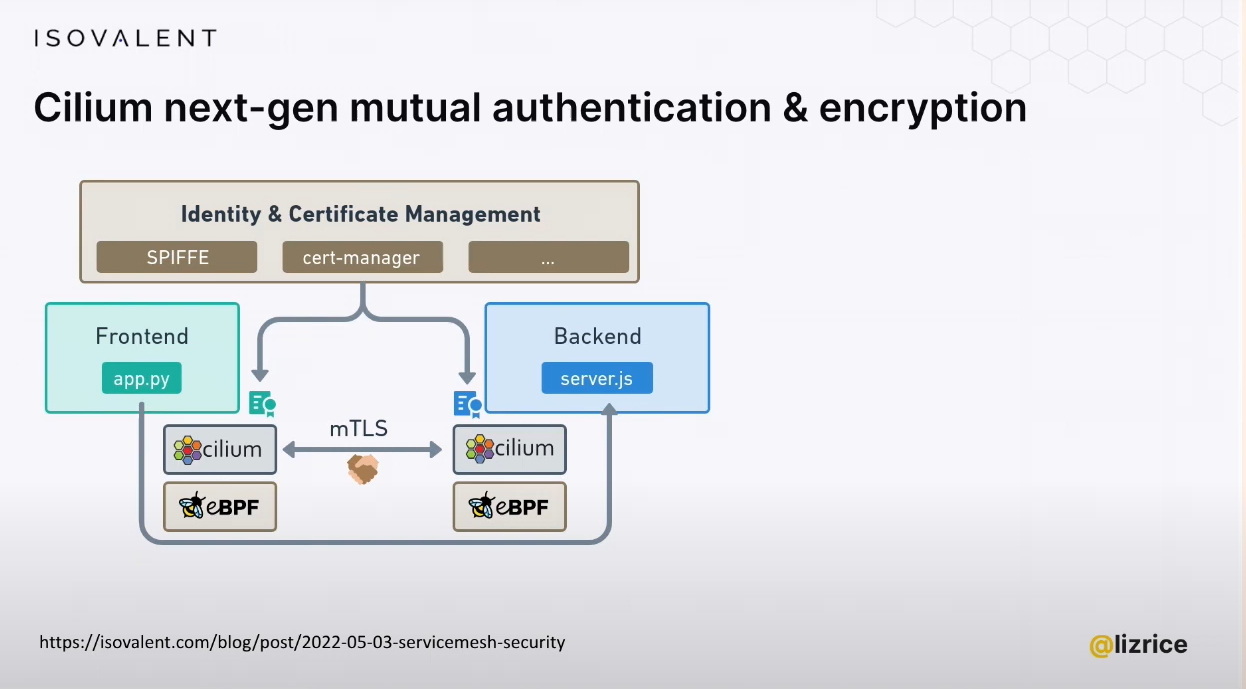 ISOVALENT
Cilium next-gen mutual authentication & encryption
Identity & Certificate Management
SPIFFE
cert-manager
...
Frontend
app.py
Backend
server.js
mTLS
cilium
cilium
eBPF
eBPF
https://isovalent.com/blog/post/2022-05-03-servicemesh-security
@lizrice